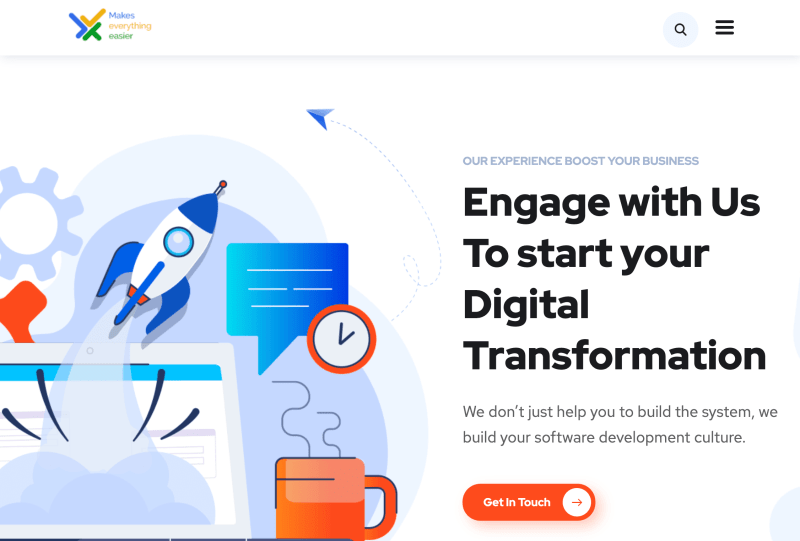 Makes
everything
easier
OUR EXPERIENCE BOOST YOUR BUSINESS
Engage with Us
To start your
Digital
Transformation
We don’t just help you to build the system, we
build your software development culture.
Get In Touch